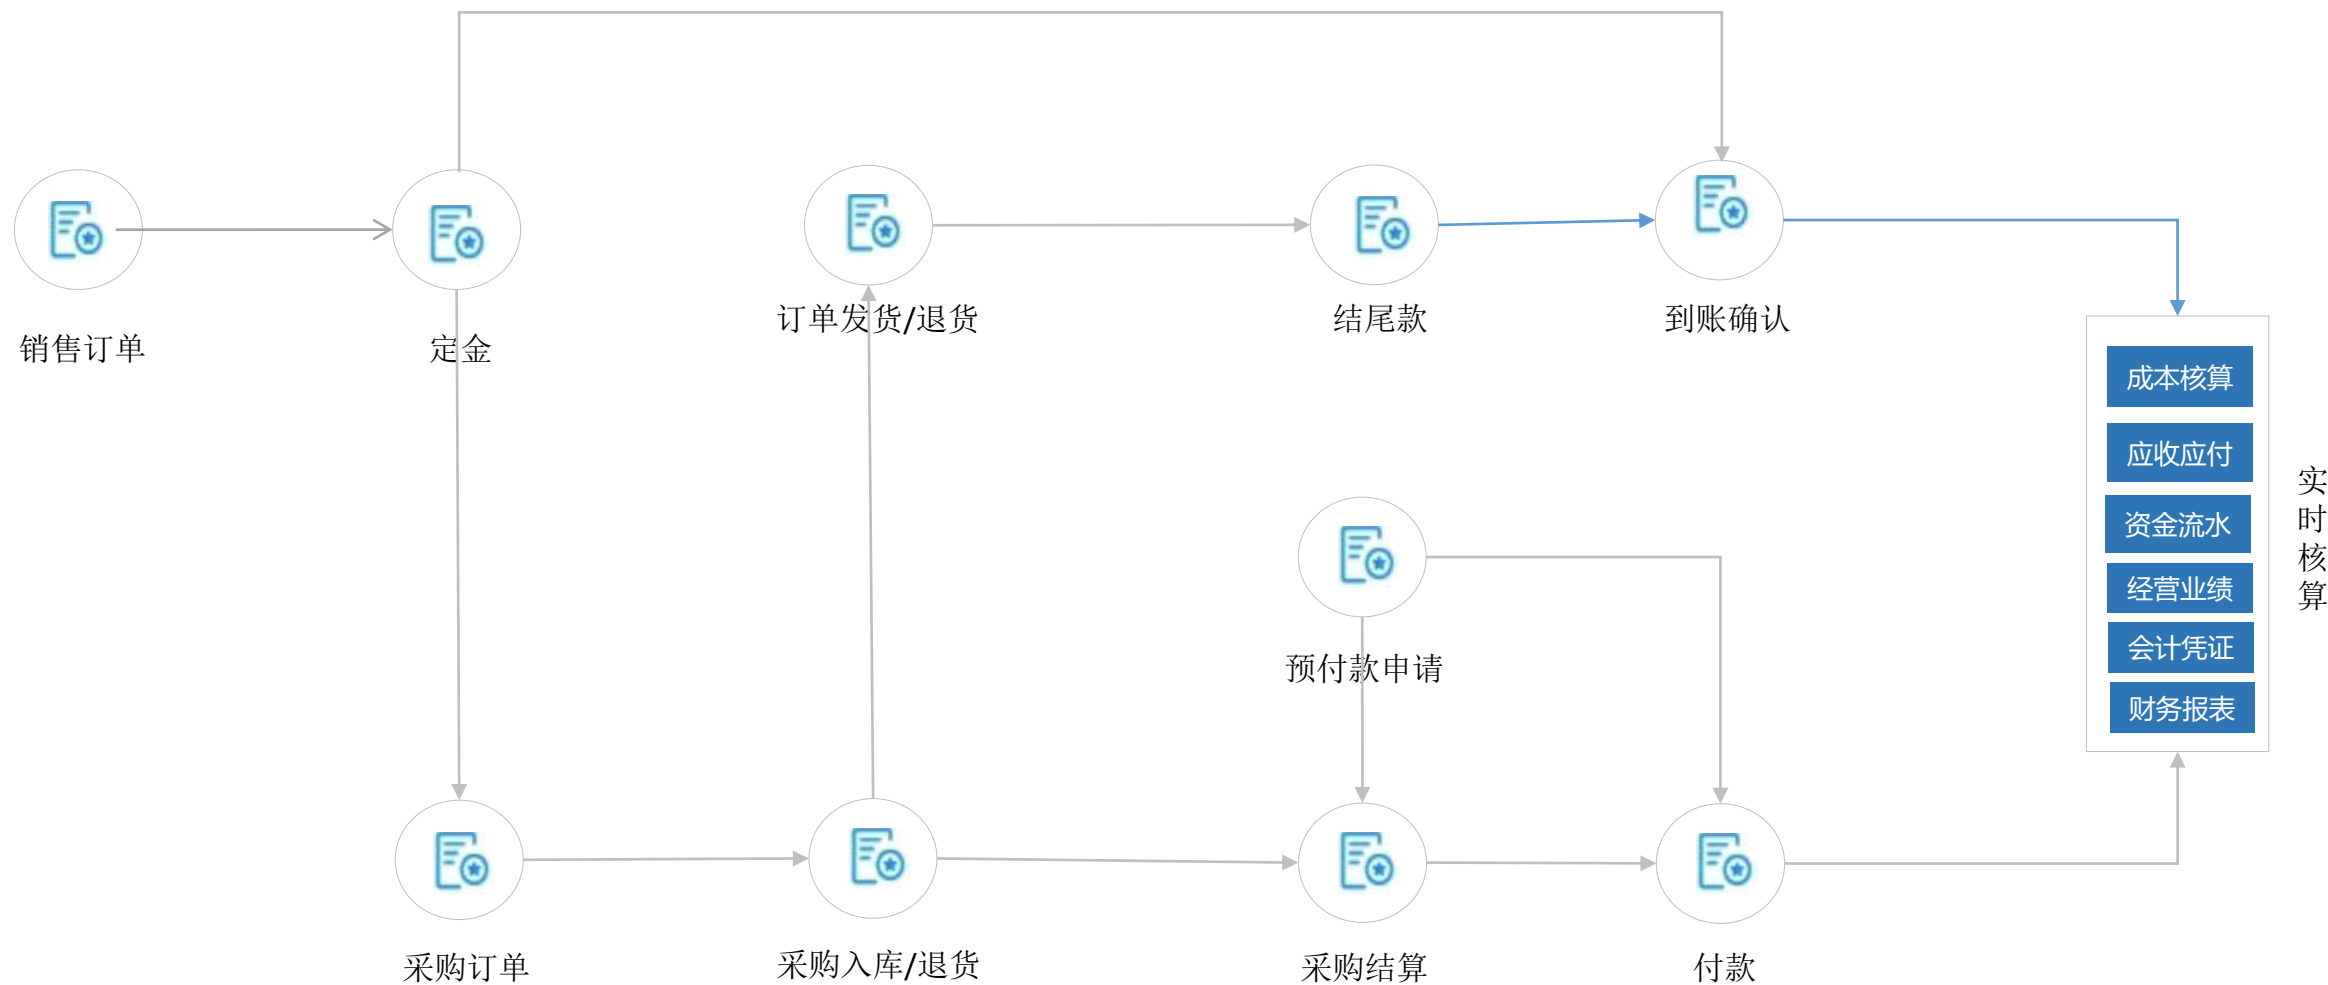 销售订单
定金
订单发货/退货
结尾款
到账确认
成本核算
应收应付
资金流水
经营业绩
会计凭证
财务报表
实时核算
预付款申请
采购订单
采购入库/退货
采购结算
付款